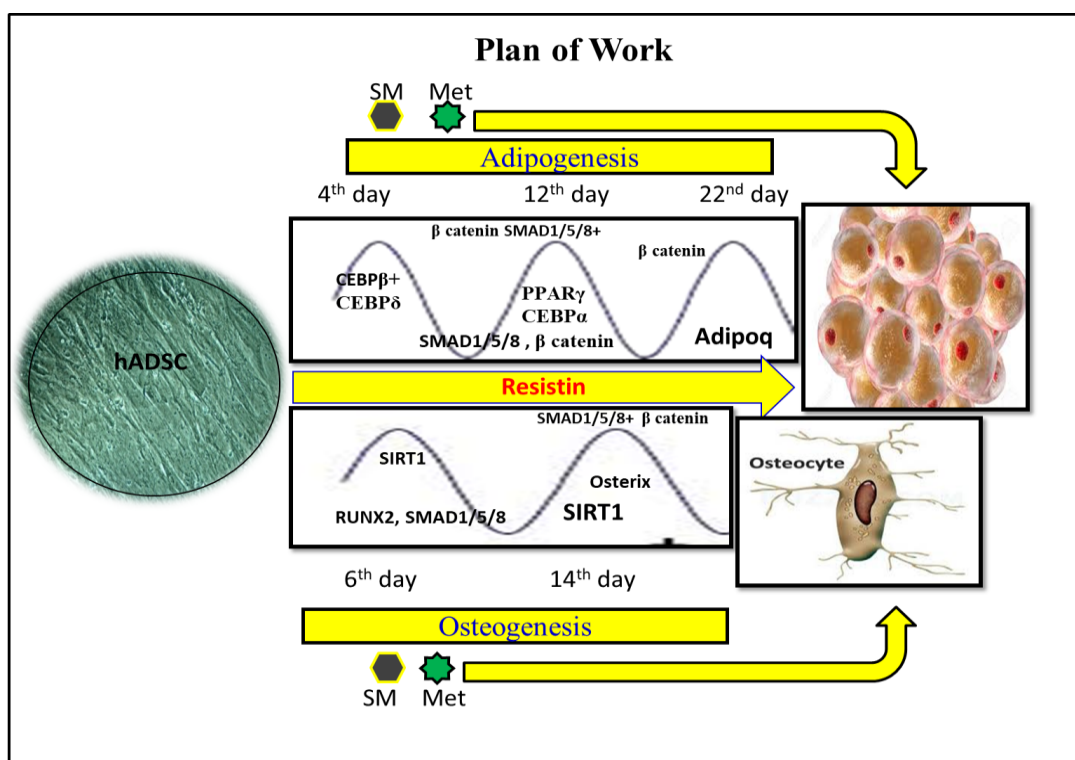 Plan of Work
SM Met
Adipogenesis
4th day 12th day 22nd day
β catenin SMAD1/5/8+
β catenin
CEBPβ+
CEBPδ
PPARγ
CEBPα
SMAD1/5/8 , β catenin
Adipoq
hADSC
Resistin
SMAD1/5/8+ β catenin
SIRT1
Osterix
RUNX2, SMAD1/5/8
SIRT1
Osteocyte
6th day 14th day
Osteogenesis
SM Met